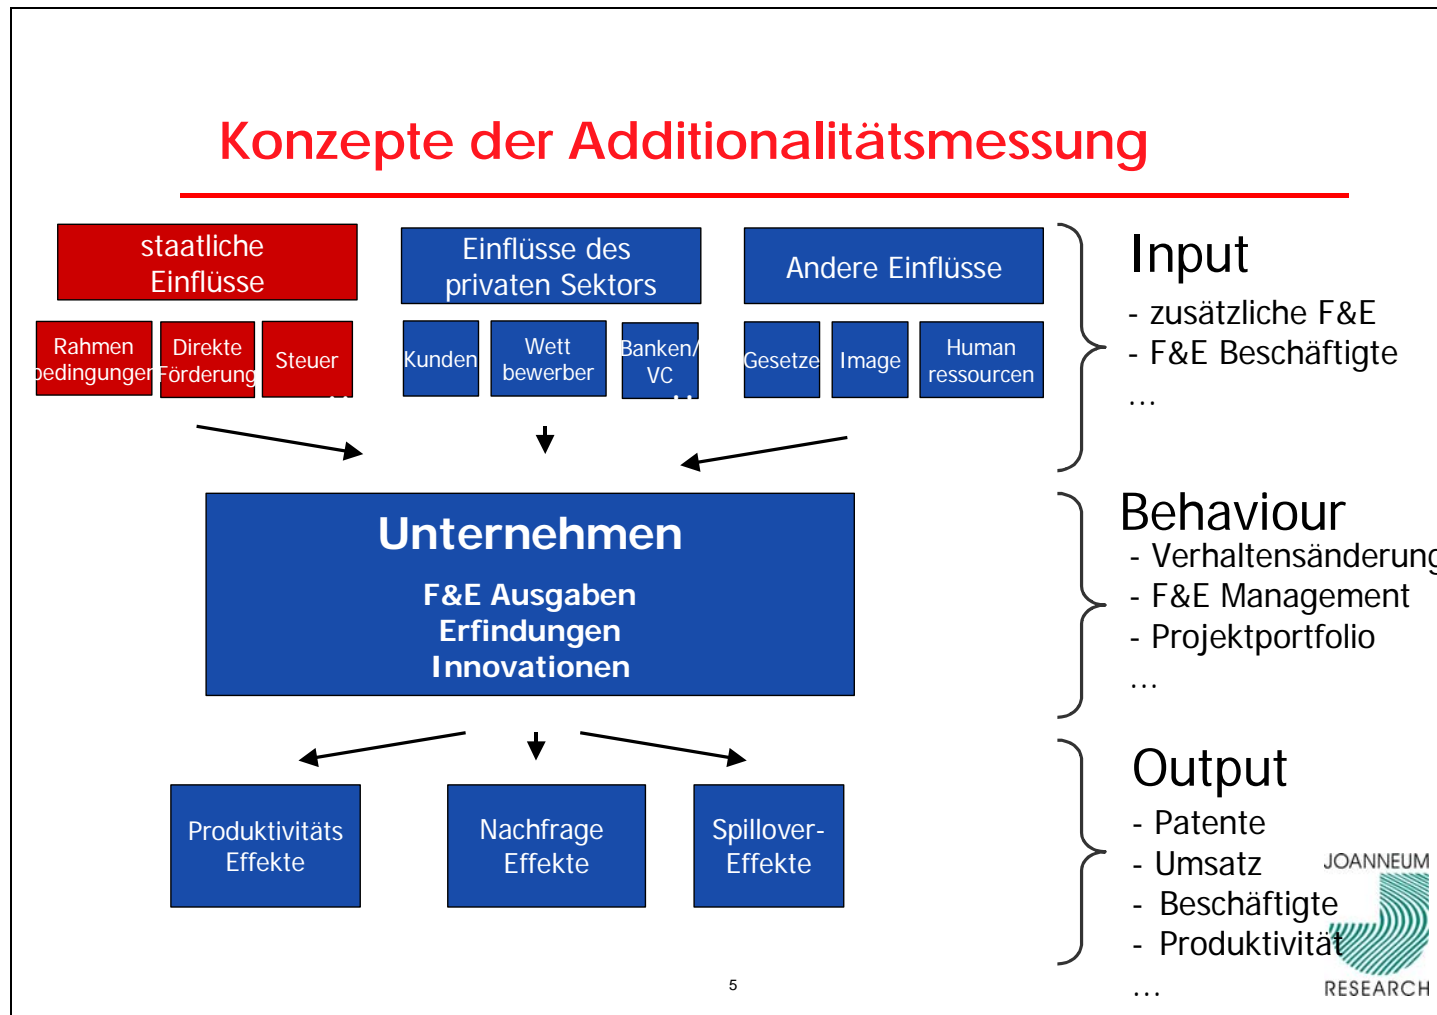 Konzepte der Additionalitätsmessung
staatliche
Einflüsse
Einflüsse des
privaten Sektors
Andere Einflüsse
Rahmen
bedingungen
Direkte
Förderung
Steuer
..
Kunden
Wett
bewerber
Banken/
VC
..
Gesetze
Image
Human
ressourcen
Input
- zusätzliche F&E
- F&E Beschäftigte
...
Unternehmen
F&E Ausgaben
Erfindungen
Innovationen
Behaviour
- Verhaltensänderung
- F&E Management
- Projektportfolio
...
Produktivitäts
Effekte
Nachfrage
Effekte
Spillover-
Effekte
Output
- Patente
- Umsatz
- Beschäftigte
- Produktivität
...
JOANNEUM
RESEARCH
5